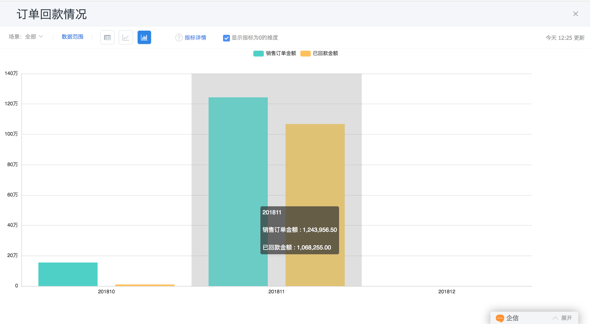 订单回款情况
场景: 全部 数据范围 指标详情 显示指标为0的维度 今天 12:25 更新
销售订单金额 已回款金额
140万
120万
100万
80万
60万
40万
20万
0
201811
销售订单金额 : 1,243,956.50
已回款金额 : 1,068,255.00
201810 201811 201812
企信 展开